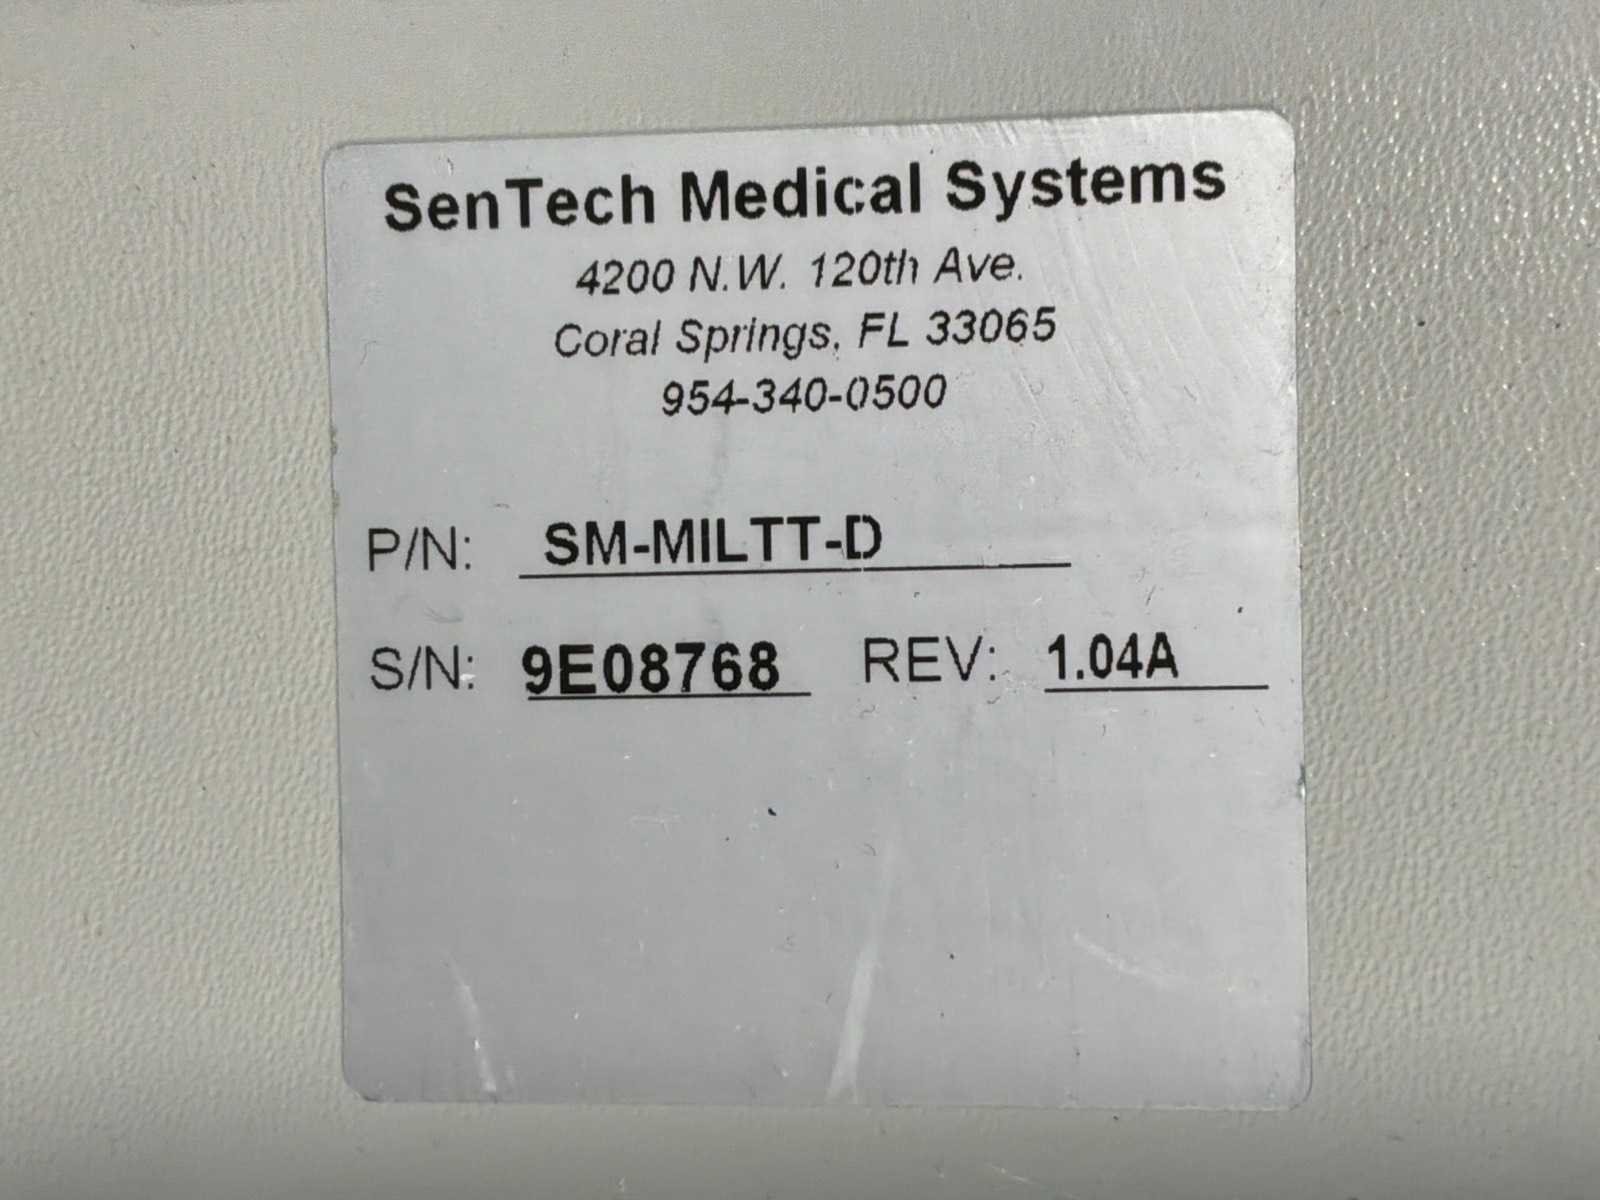 SenTech Medical Systems
4200 N.W. 120th Ave.
Coral Springs, FL 33065
954-340-0500
P/N: SM-MILTT-D
S/N: 9E08768 REV: 1.04A